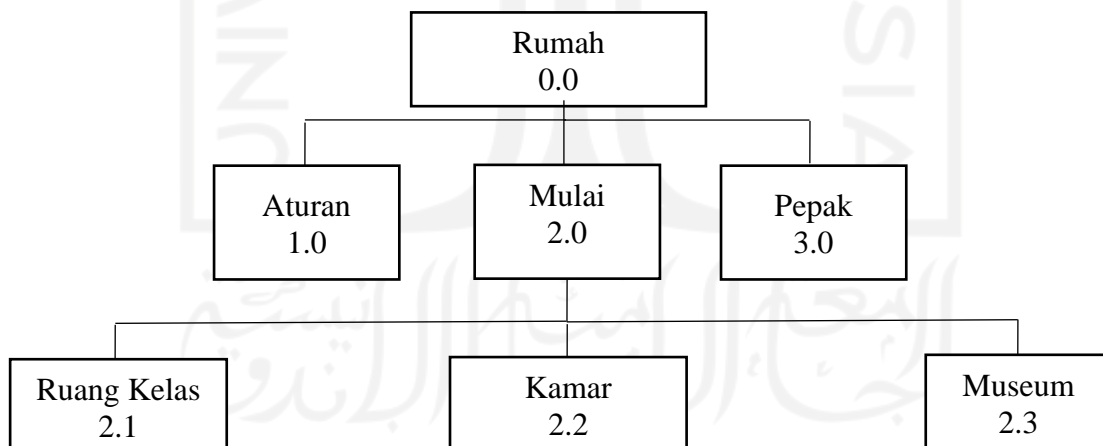 Rumah
0.0
Aturan
1.0
Mulai
2.0
Pepak
3.0
Ruang Kelas
2.1
Kamar
2.2
Museum
2.3